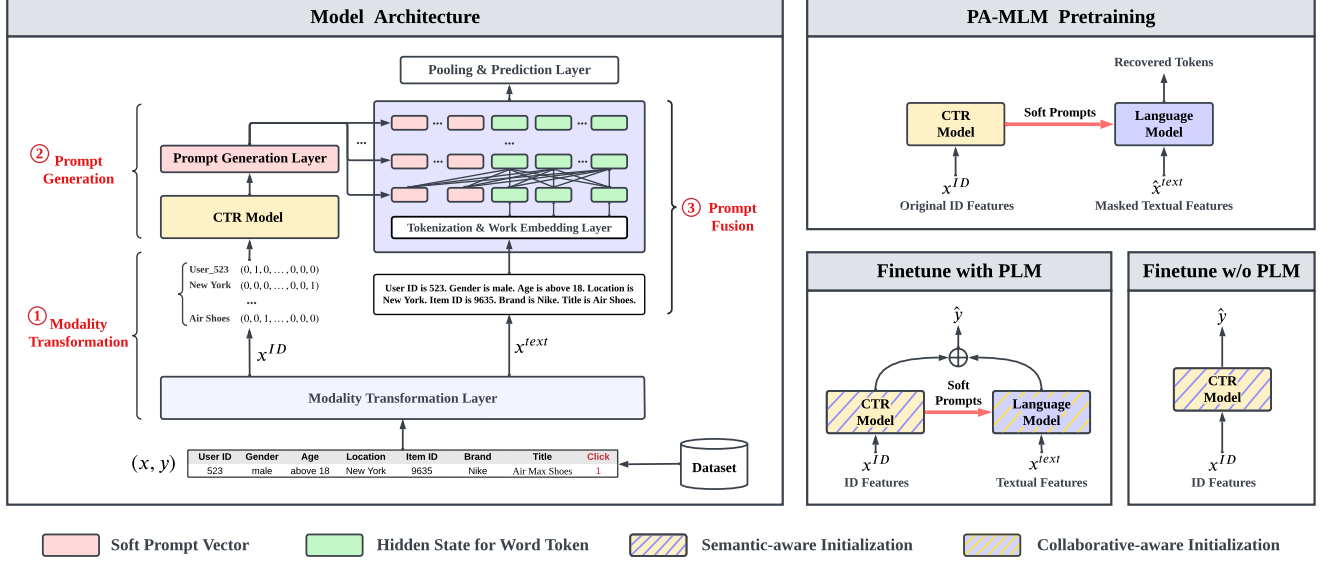 Model Architecture
Pooling & Prediction Layer
... ...
...
② Prompt
Generation
Prompt Generation Layer
...
... ...
CTR Model
Tokenization & Work Embedding Layer
③ Prompt
Fusion
① Modality
Transformation
User_523 (0, 1, 0, … , 0, 0, 0)
New York (0, 0, 0, … , 0, 0, 1)
...
Air Shoes (0, 0, 1, … , 0, 0, 0)
User ID is 523. Gender is male. Age is above 18. Location is
New York. Item ID is 9635. Brand is Nike. Title is Air Shoes.
x^ID
x^text
Modality Transformation Layer
(x, y)
User ID Gender Age Location Item ID Brand Title Click
523 male above 18 New York 9635 Nike Air Max Shoes 1
Dataset
PA-MLM Pretraining
Recovered Tokens
CTR
Model
Soft Prompts
Language
Model
x^ID
x̂^text
Original ID Features
Masked Textual Features
Finetune with PLM
ŷ
Soft
Prompts
CTR
Model
Language
Model
x^ID
x^text
ID Features
Textual Features
Finetune w/o PLM
ŷ
CTR
Model
x^ID
ID Features
Soft Prompt Vector
Hidden State for Word Token
Semantic-aware Initialization
Collaborative-aware Initialization